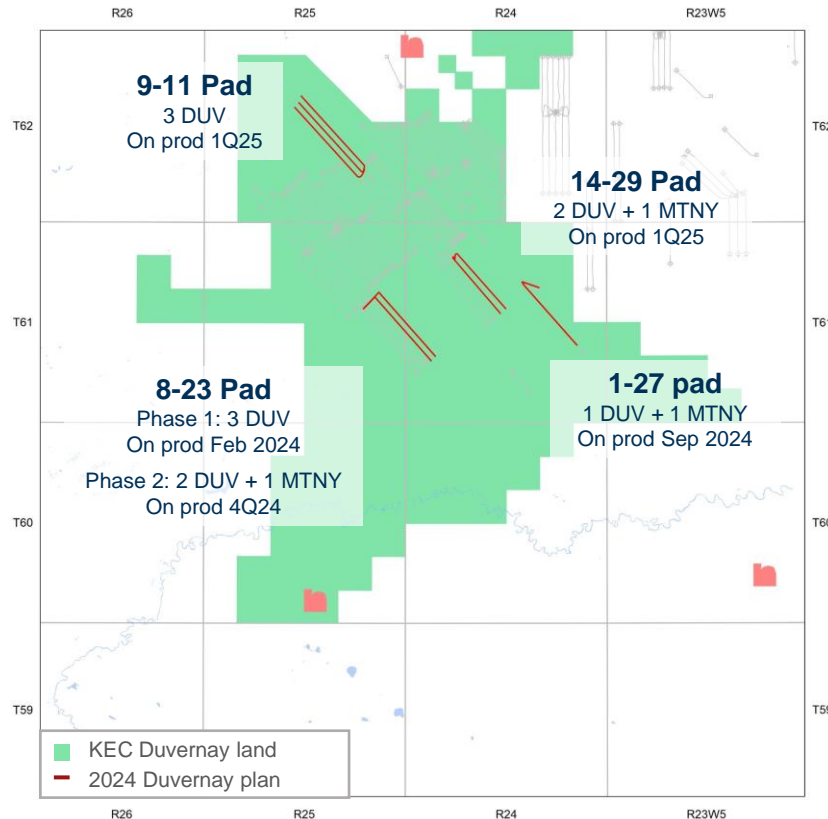 R26 R25 R24 R23W5
9-11 Pad
3 DUV
On prod 1Q25
T62
T62
14-29 Pad
2 DUV + 1 MTNY
On prod 1Q25
T61
T61
8-23 Pad
Phase 1: 3 DUV
On prod Feb 2024
Phase 2: 2 DUV + 1 MTNY
On prod 4Q24
1-27 pad
1 DUV + 1 MTNY
On prod Sep 2024
T60
T60
T59
T59
KEC Duvernay land
2024 Duvernay plan
R26 R25 R24 R23W5